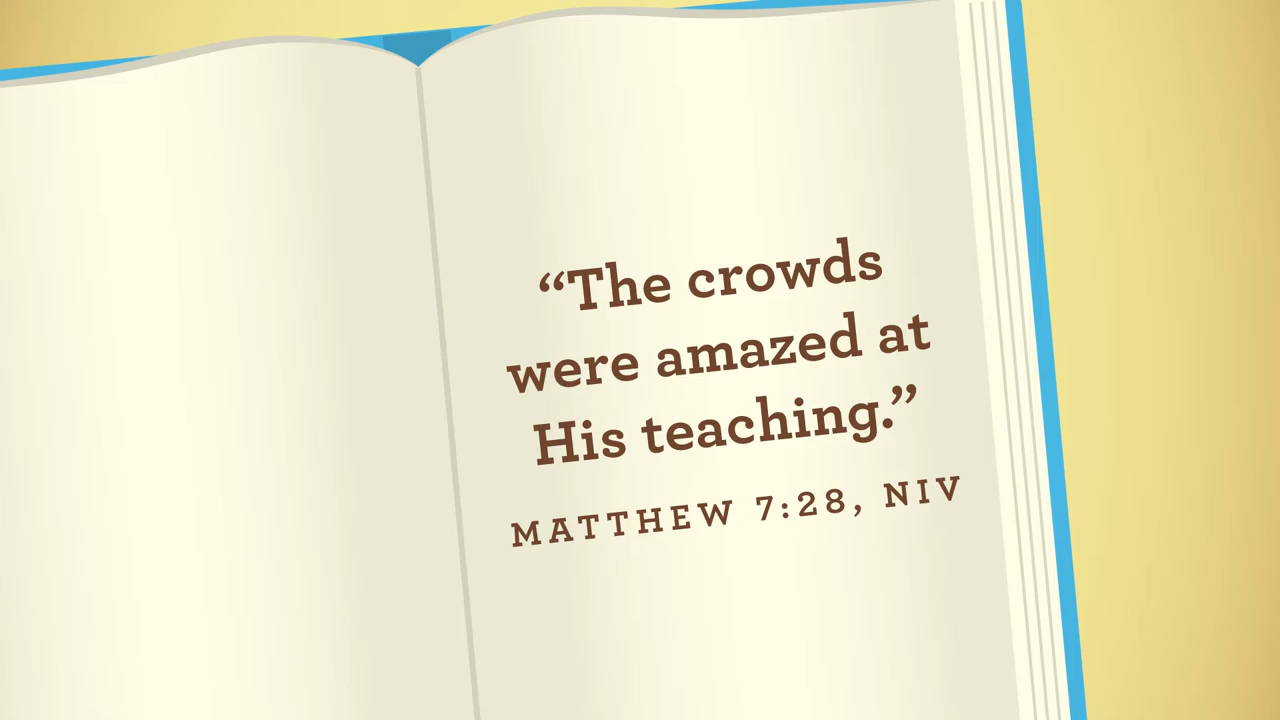 “The crowds
were amazed at
His teaching.”
MATTHEW 7:28, NIV